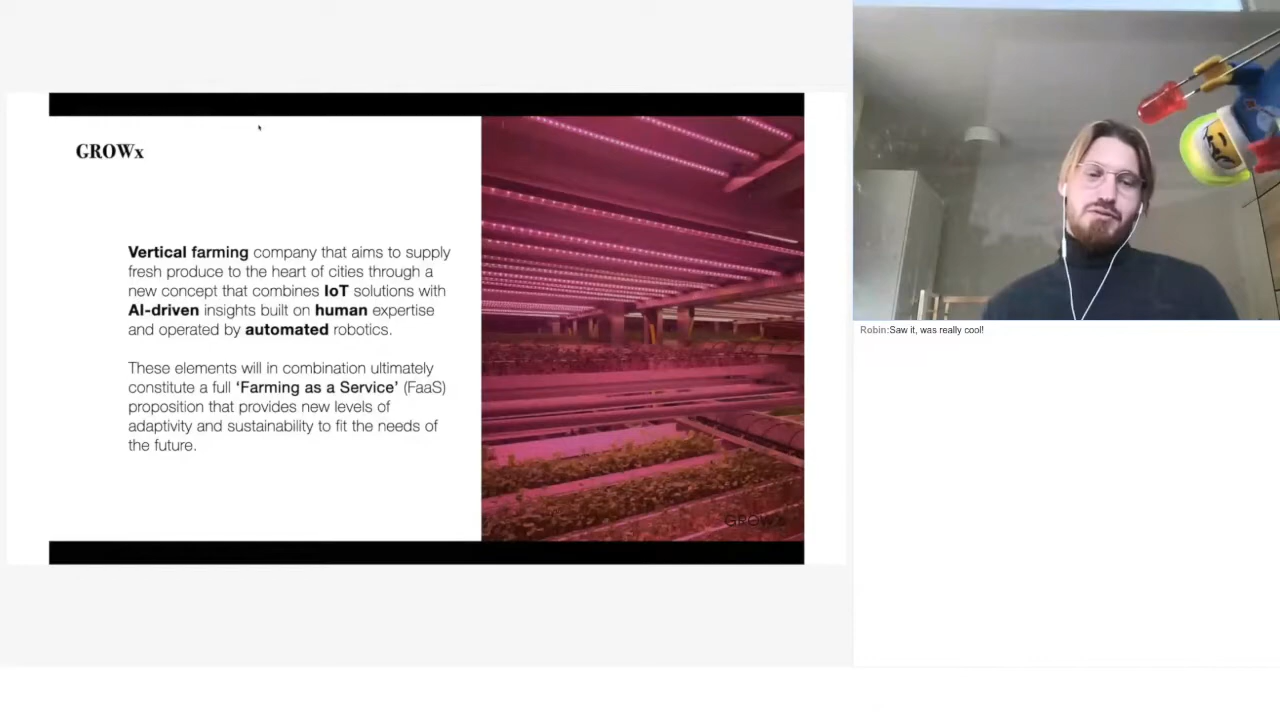 GROWx
Vertical farming company that aims to supply
fresh produce to the heart of cities through a
new concept that combines IoT solutions with
AI-driven insights built on human expertise
and operated by automated robotics.
These elements will in combination ultimately
constitute a full ‘Farming as a Service’ (FaaS)
proposition that provides new levels of
adaptivity and sustainability to fit the needs of
the future.
GROWx
Robin:Saw it, was really cool!